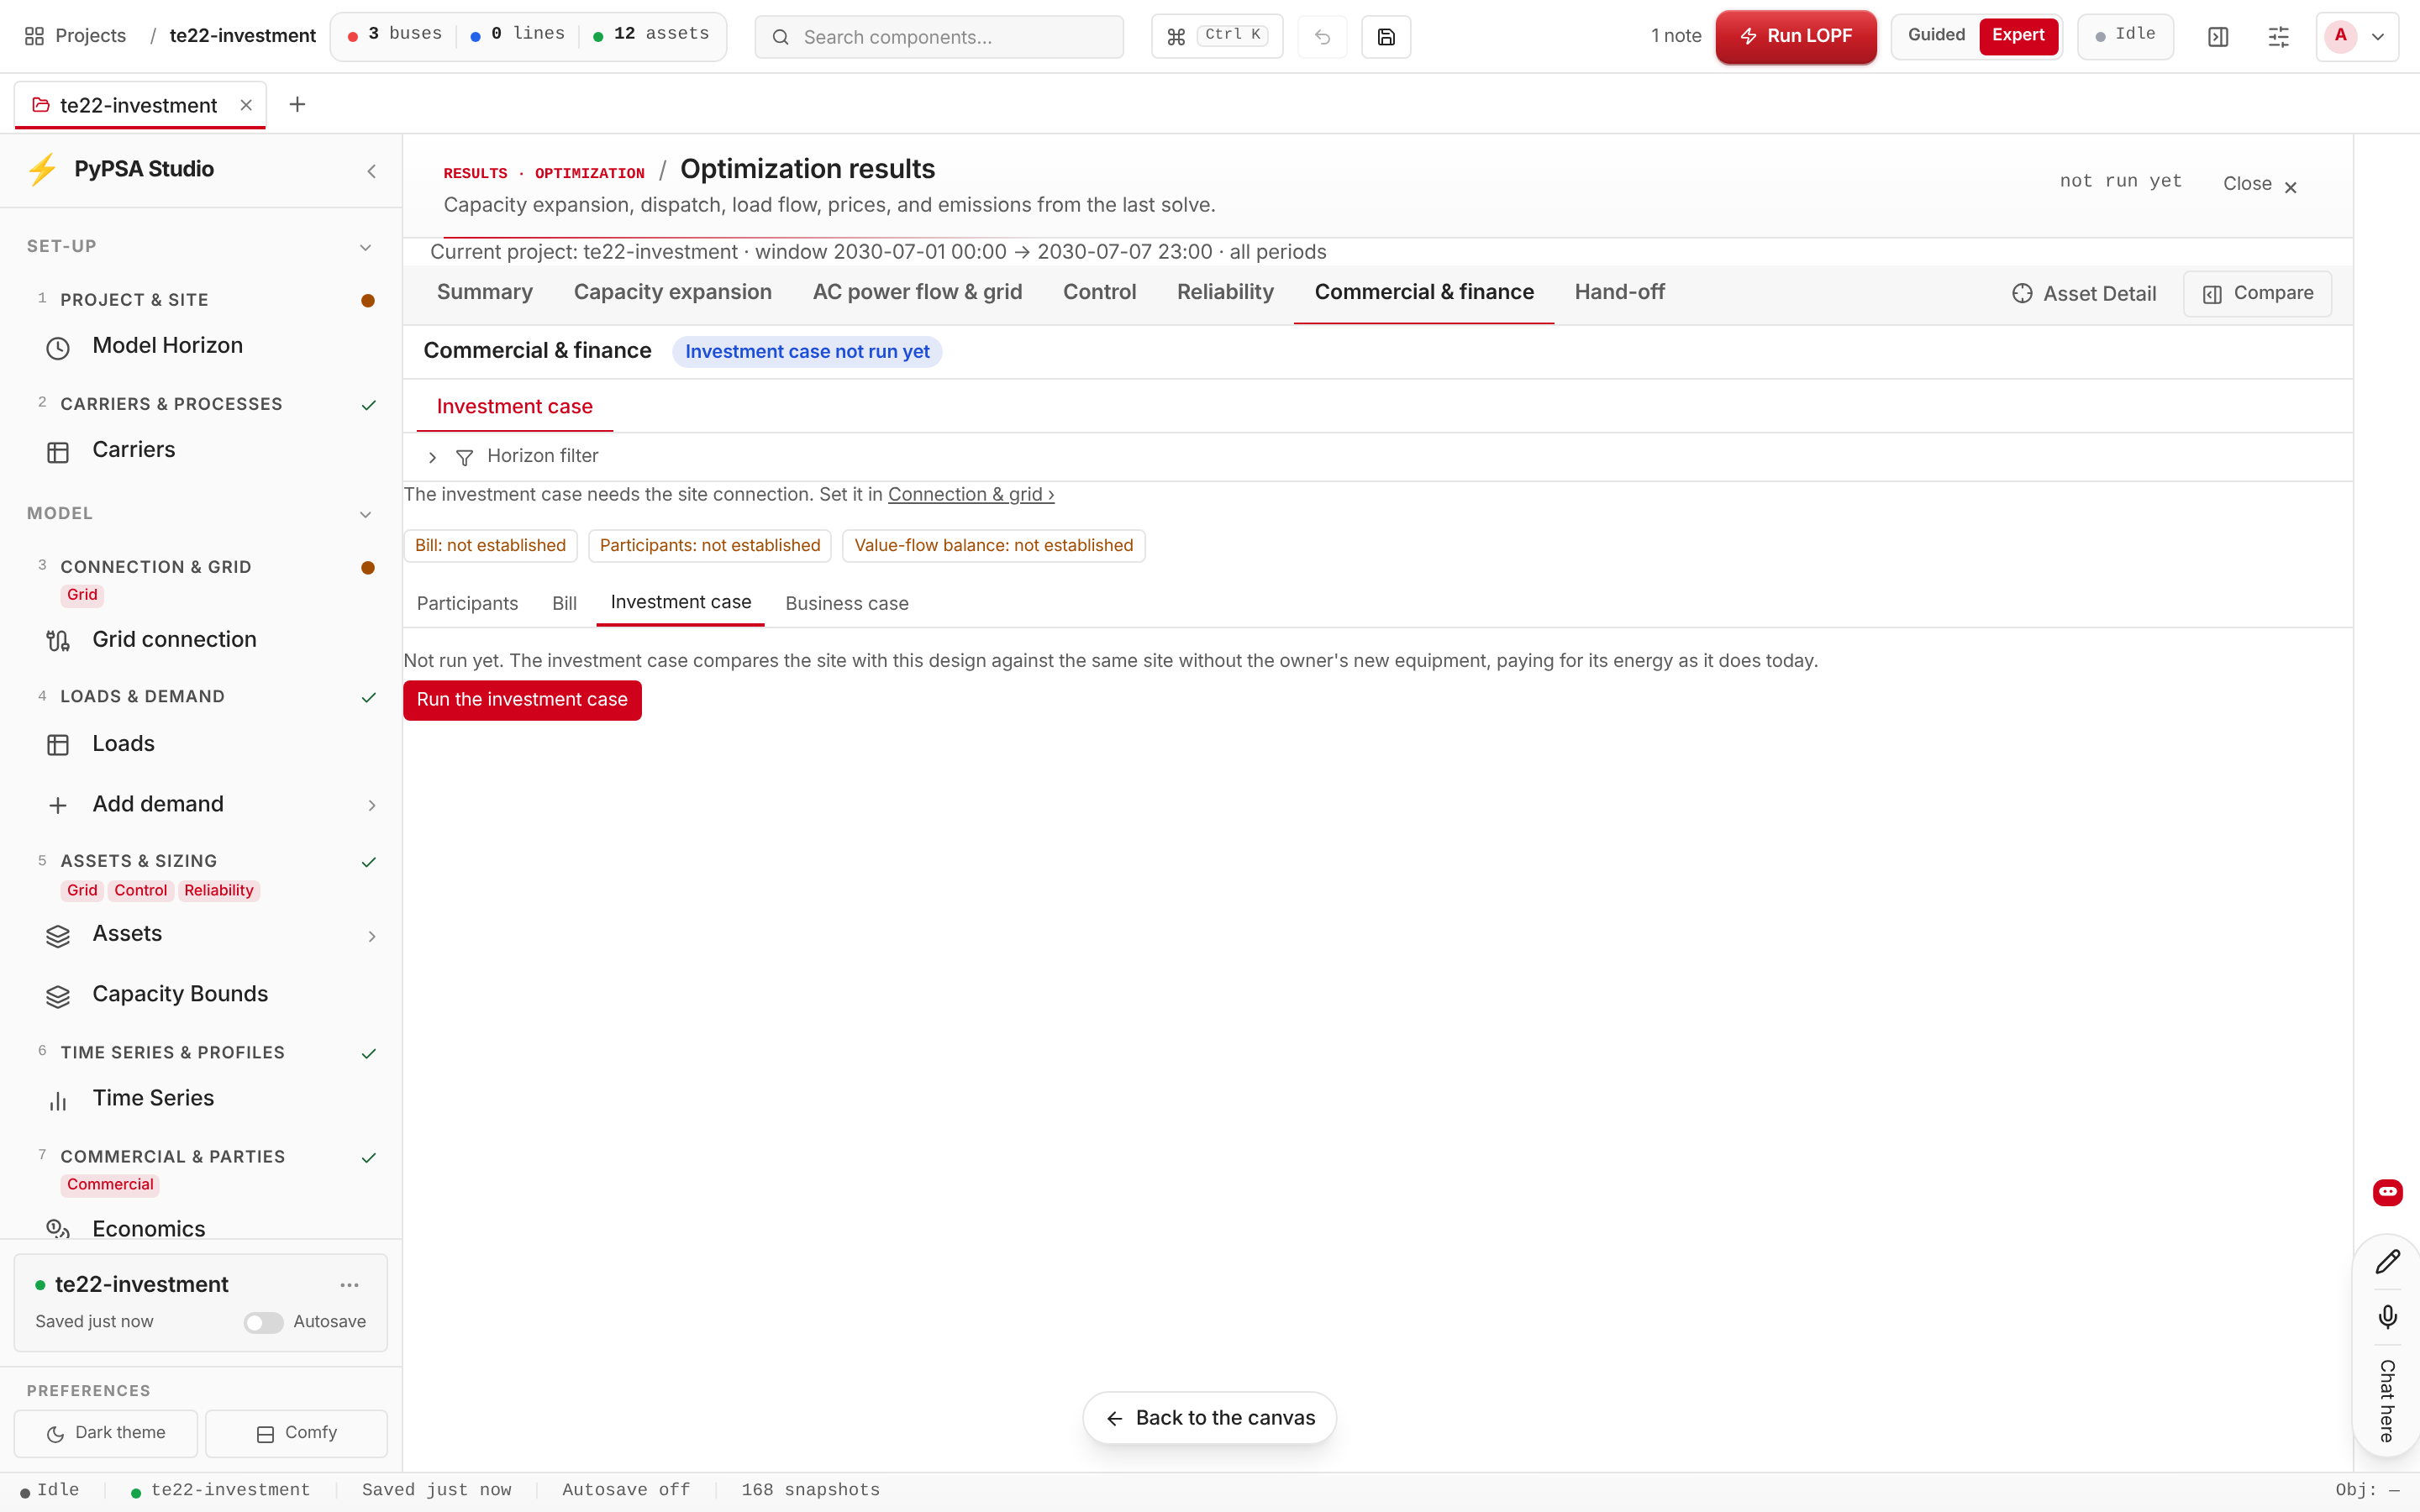 Projects / te22-investment 3 buses 0 lines 12 assets Search components... Ctrl K 1 note Run LOPF Guided Expert Idle A
te22-investment
PyPSA Studio
SET-UP
1 PROJECT & SITE
Model Horizon
2 CARRIERS & PROCESSES
Carriers
MODEL
3 CONNECTION & GRID
Grid
Grid connection
4 LOADS & DEMAND
Loads
Add demand
5 ASSETS & SIZING
Grid Control Reliability
Assets
Capacity Bounds
6 TIME SERIES & PROFILES
Time Series
7 COMMERCIAL & PARTIES
Commercial
Economics
te22-investment
Saved just now Autosave
PREFERENCES
Dark theme Comfy
RESULTS · OPTIMIZATION / Optimization results
Capacity expansion, dispatch, load flow, prices, and emissions from the last solve.
not run yet Close
Current project: te22-investment · window 2030-07-01 00:00 → 2030-07-07 23:00 · all periods
Summary Capacity expansion AC power flow & grid Control Reliability Commercial & finance Hand-off Asset Detail Compare
Commercial & finance Investment case not run yet
Investment case
Horizon filter
The investment case needs the site connection. Set it in Connection & grid ›
Bill: not established Participants: not established Value-flow balance: not established
Participants Bill Investment case Business case
Not run yet. The investment case compares the site with this design against the same site without the owner's new equipment, paying for its energy as it does today.
Run the investment case
Back to the canvas
Chat here
Idle te22-investment Saved just now Autosave off 168 snapshots Obj: —